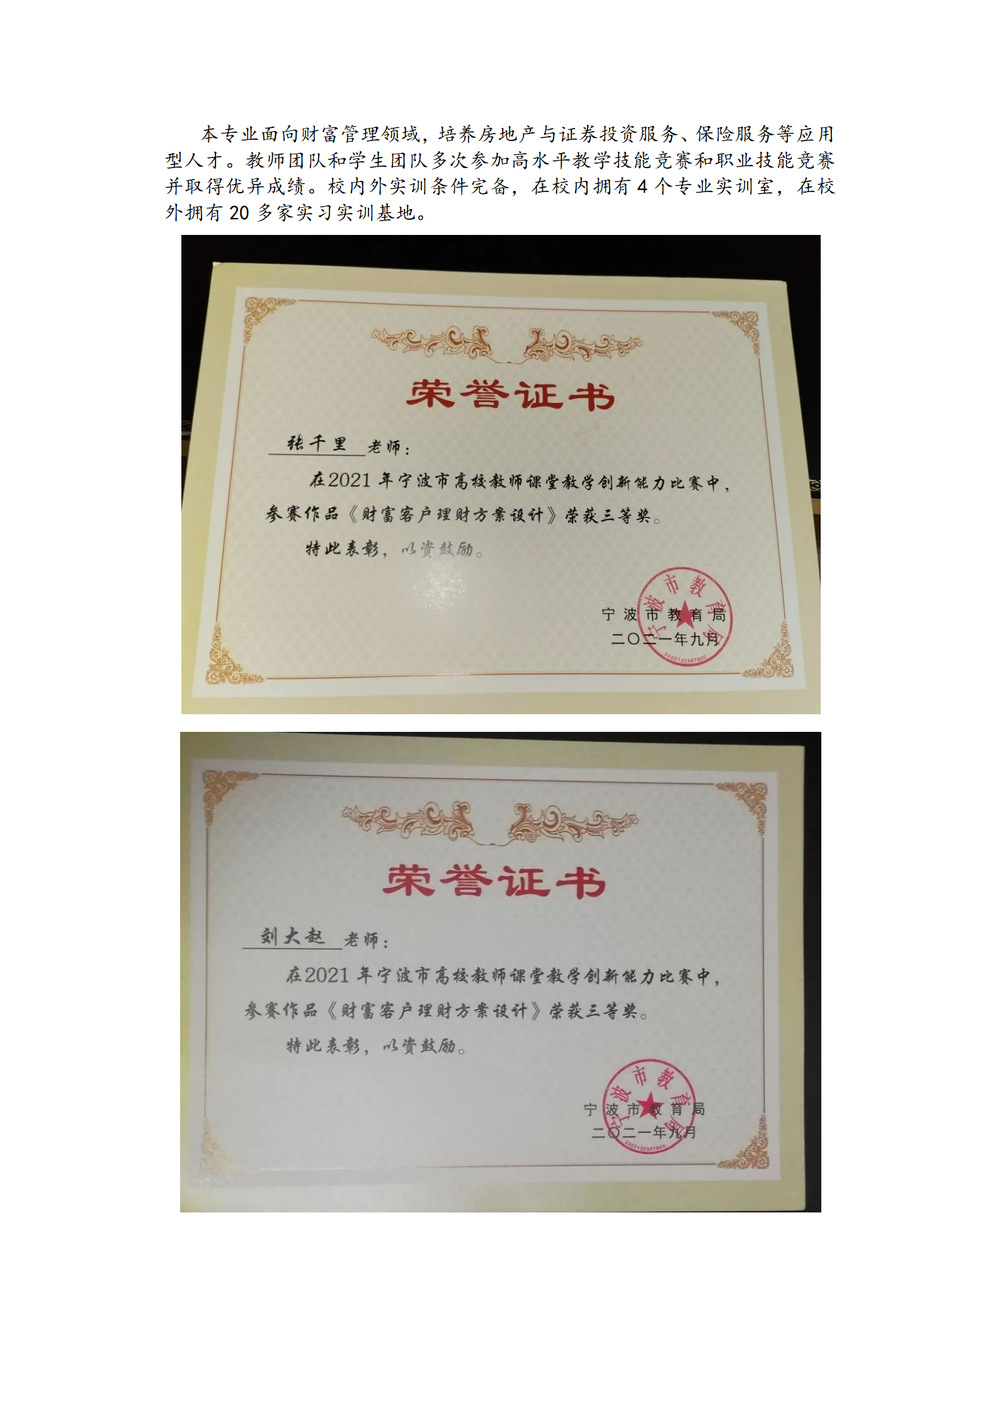 本专业面向财富管理领域，培养房地产与证券投资服务、保险服务等应用
型人才。教师团队和学生团队多次参加高水平教学技能竞赛和职业技能竞赛
并取得优异成绩。校内外实训条件完备，在校内拥有4个专业实训室，在校
外拥有20多家实习实训基地。
荣誉证书
张千里 老师：
在2021年宁波市高校教师课堂教学创新能力比赛中，
参赛作品《财富客户理财方案设计》荣获三等奖。
特此表彰，以资鼓励。
宁波市教育局
二〇二一年九月
宁波市教育局
荣誉证书
刘大赵 老师：
在2021年宁波市高校教师课堂教学创新能力比赛中，
参赛作品《财富客户理财方案设计》荣获三等奖。
特此表彰，以资鼓励。
宁波市教育局
二〇二一年九月
宁波市教育局